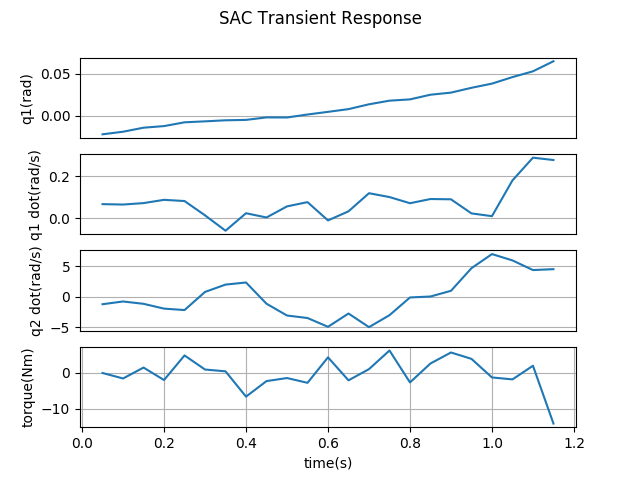 SAC Transient Response
q1(rad)
0.05
0.00
q1 dot(rad/s)
0.2
0.0
q2 dot(rad/s)
5
0
−5
torque(Nm)
0
−10
0.0 0.2 0.4 0.6 0.8 1.0 1.2
time(s)